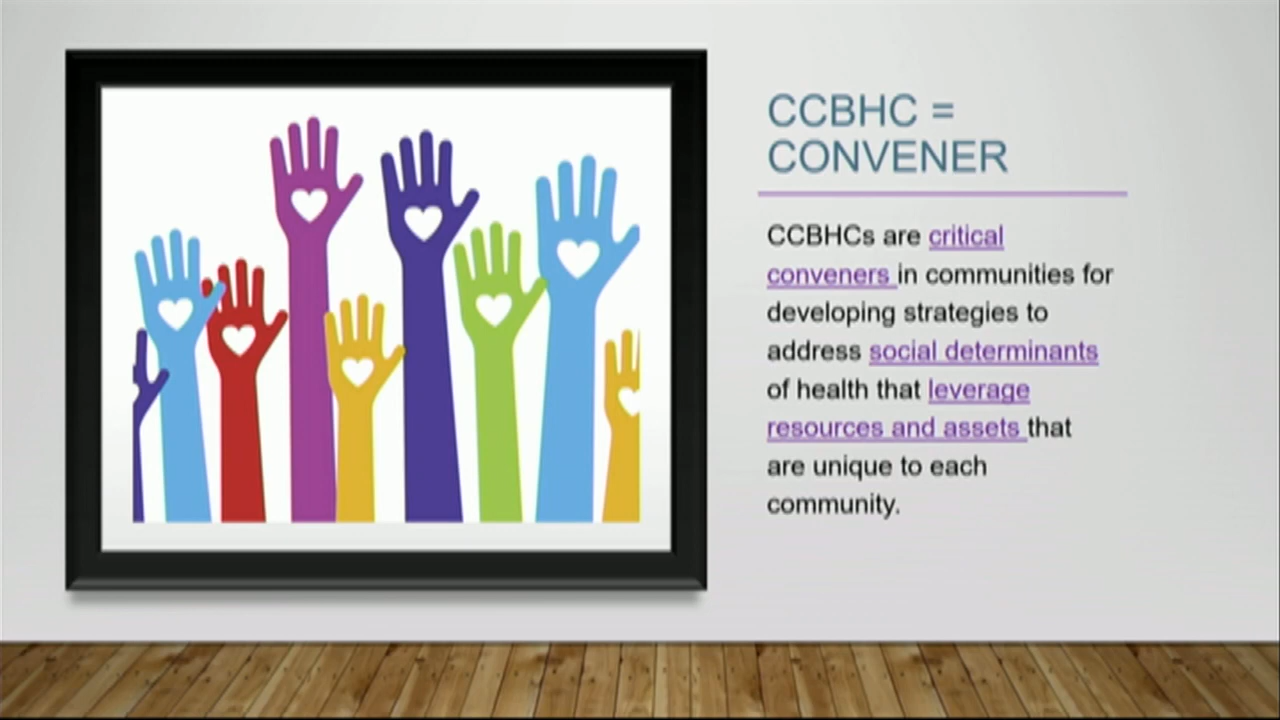 CCBHC =
CONVENER
CCBHCs are critical
conveners in communities for
developing strategies to
address social determinants
of health that leverage
resources and assets that
are unique to each
community.